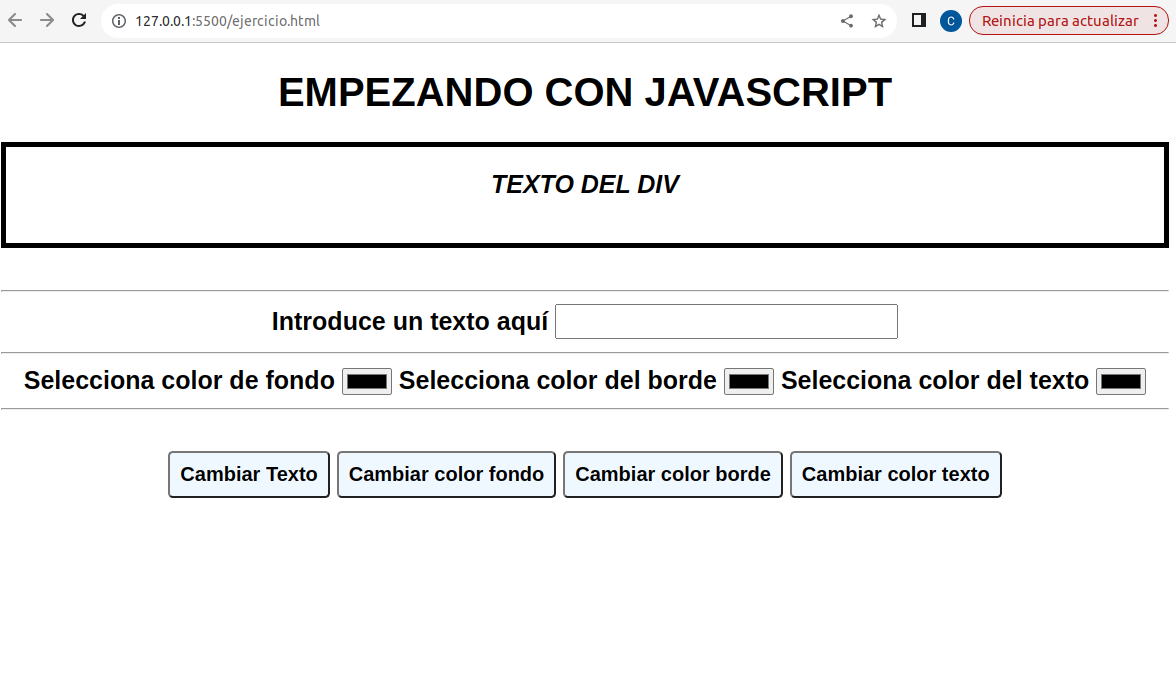 127.0.0.1:5500/ejercicio.html C Reinicia para actualizar
EMPEZANDO CON JAVASCRIPT
TEXTO DEL DIV
Introduce un texto aquí
Selecciona color de fondo Selecciona color del borde Selecciona color del texto
Cambiar Texto Cambiar color fondo Cambiar color borde Cambiar color texto